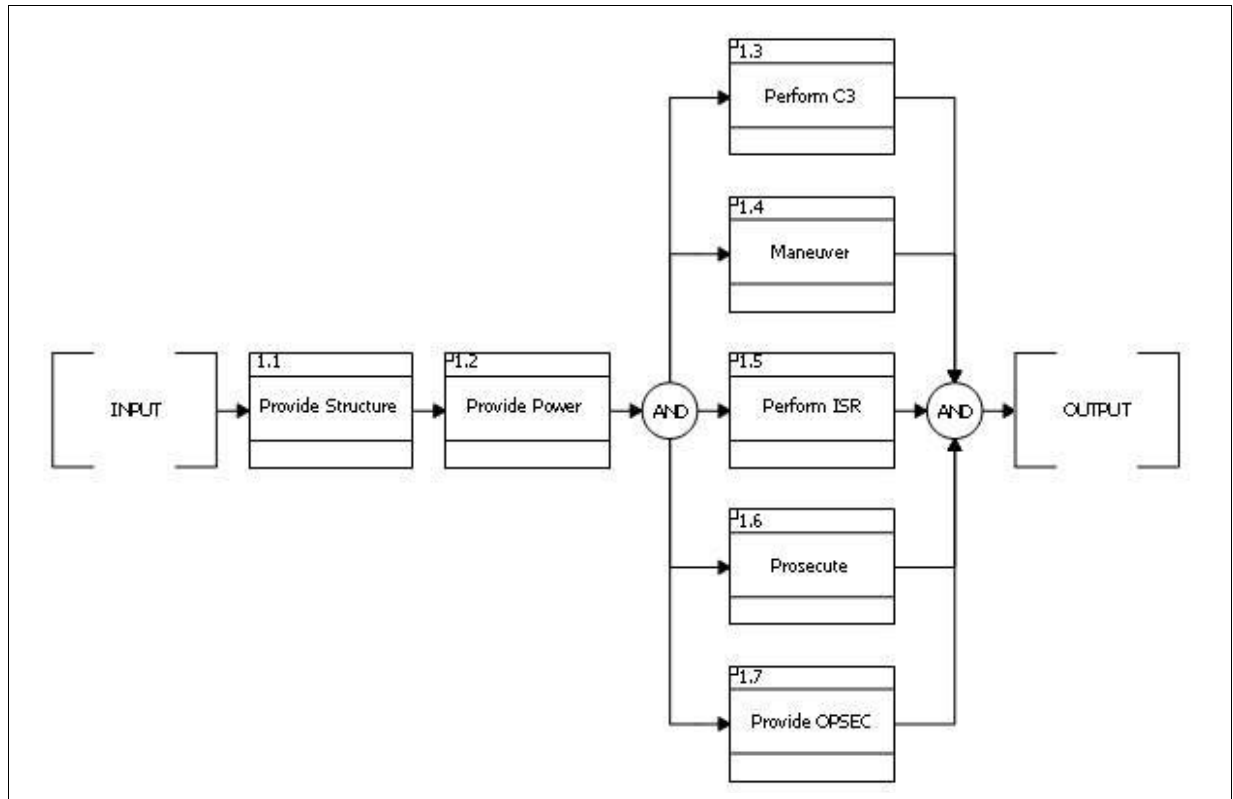 1.3
Perform C3
1.4
Maneuver
INPUT
1.1
Provide Structure
1.2
Provide Power
AND
1.5
Perform ISR
AND
OUTPUT
1.6
Prosecute
1.7
Provide OPSEC